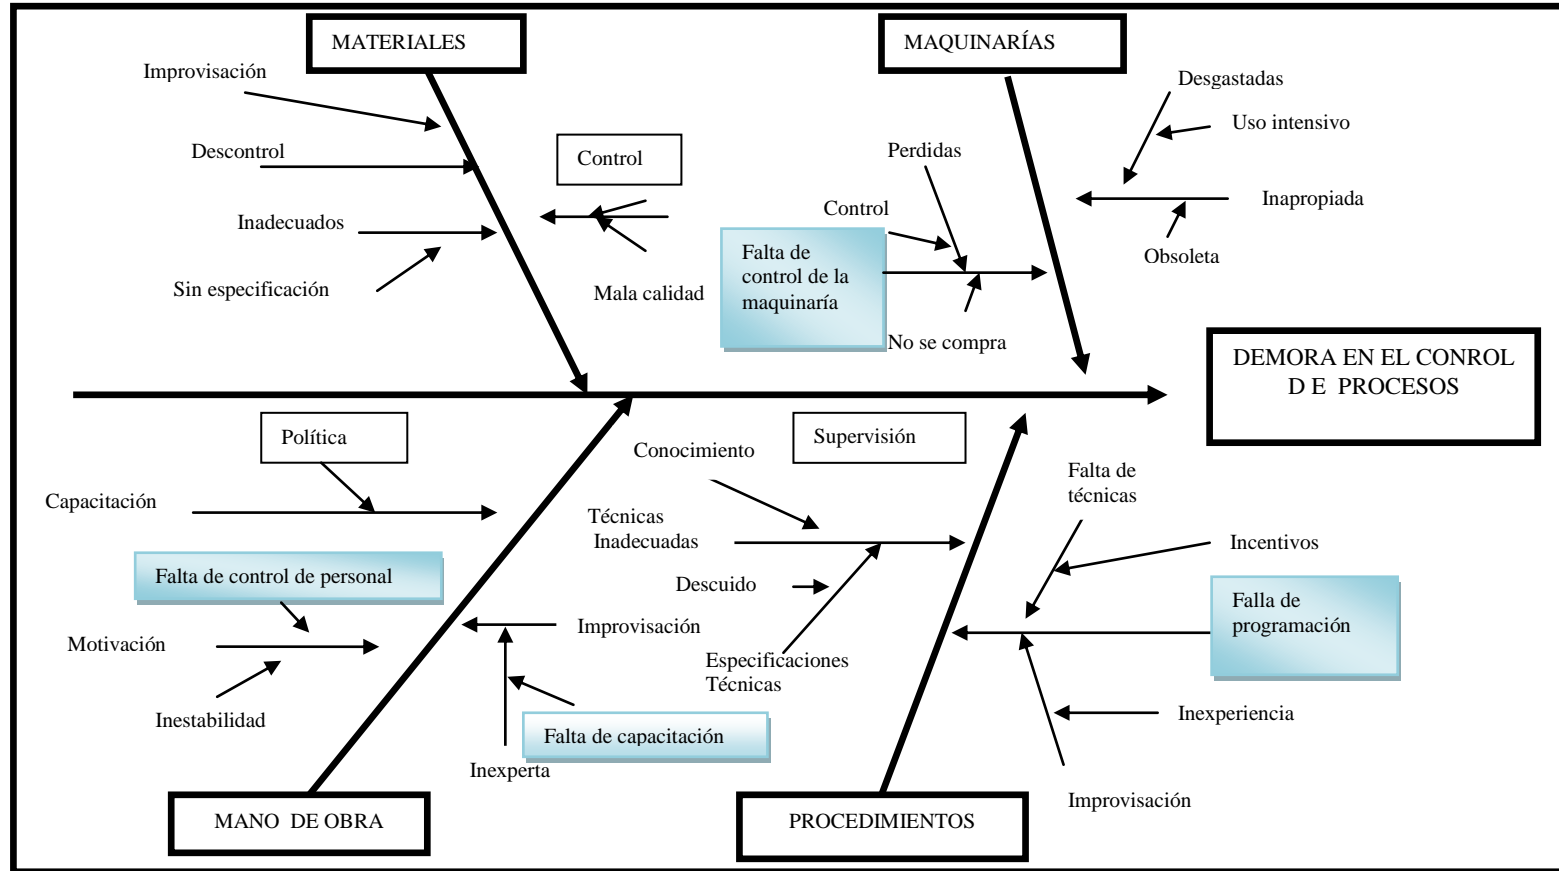 MATERIALES
MAQUINARÍAS
Improvisación
Desgastadas
Uso intensivo
Descontrol
Control
Perdidas
Inadecuados
Control
Inapropiada
Falta de
control de la
maquinaría
Obsoleta
Sin especificación
Mala calidad
No se compra
DEMORA EN EL CONROL
D E PROCESOS
Política
Supervisión
Conocimiento
Capacitación
Falta de
técnicas
Técnicas
Inadecuadas
Incentivos
Falta de control de personal
Descuido
Falla de
programación
Motivación
Improvisación
Especificaciones
Técnicas
Inestabilidad
Inexperiencia
Falta de capacitación
Inexperta
Improvisación
MANO DE OBRA
PROCEDIMIENTOS